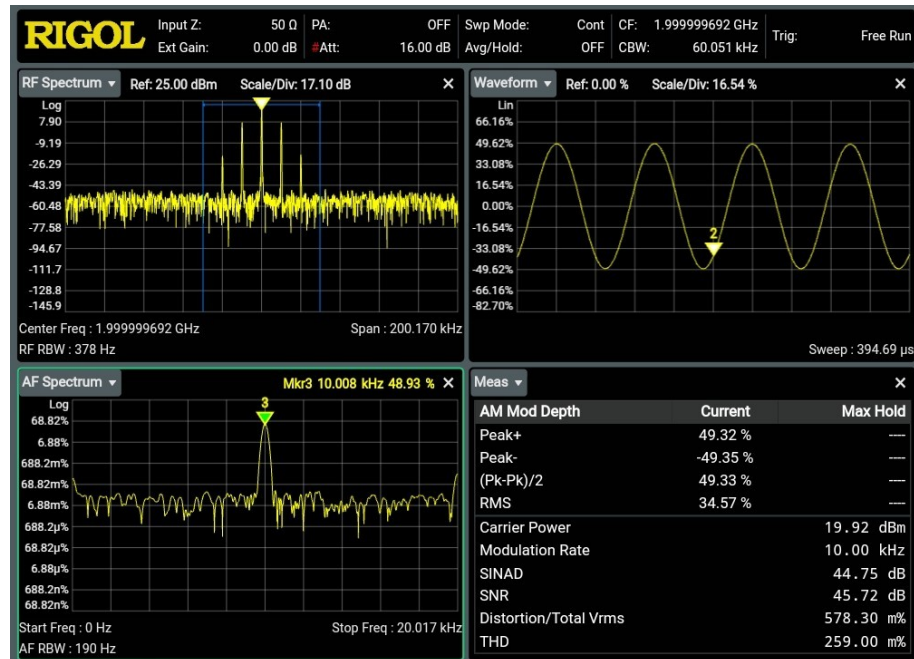 RIGOL
Input Z: 50 Ω PA: OFF Swp Mode: Cont CF: 1.999999692 GHz Trig: Free Run
Ext Gain: 0.00 dB #Att: 16.00 dB Avg/Hold: OFF CBW: 60.051 kHz
RF Spectrum Ref: 25.00 dBm Scale/Div: 17.10 dB
Log
7.90
-9.19
-26.29
-43.39
-60.48
-77.58
-94.67
-111.7
-128.8
-145.9
Center Freq : 1.999999692 GHz Span : 200.170 kHz
RF RBW : 378 Hz
Waveform Ref: 0.00 % Scale/Div: 16.54 %
Lin
66.16%
49.62%
33.08%
16.54%
0.00%
-16.54%
-33.08%
-49.62%
-66.16%
-82.70%
2
Sweep : 394.69 µs
AF Spectrum Mkr3 10.008 kHz 48.93 %
Log
3
68.82%
6.88%
688.2m%
68.82m%
6.88m%
688.2µ%
68.82µ%
6.88µ%
688.2n%
68.82n%
Start Freq : 0 Hz Stop Freq : 20.017 kHz
AF RBW : 190 Hz
Meas
AM Mod Depth Current Max Hold
Peak+ 49.32 % ----
Peak- -49.35 % ----
(Pk-Pk)/2 49.33 % ----
RMS 34.57 % ----
Carrier Power 19.92 dBm
Modulation Rate 10.00 kHz
SINAD 44.75 dB
SNR 45.72 dB
Distortion/Total Vrms 578.30 m%
THD 259.00 m%